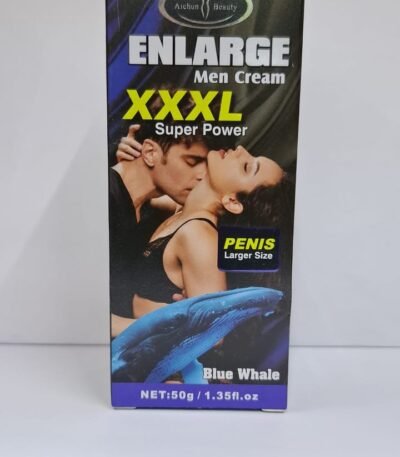 Aichun Beauty
ENLARGE
Men Cream
XXXL
Super Power
PENIS
Larger Size
Blue Whale
NET:50g / 1.35fl.oz